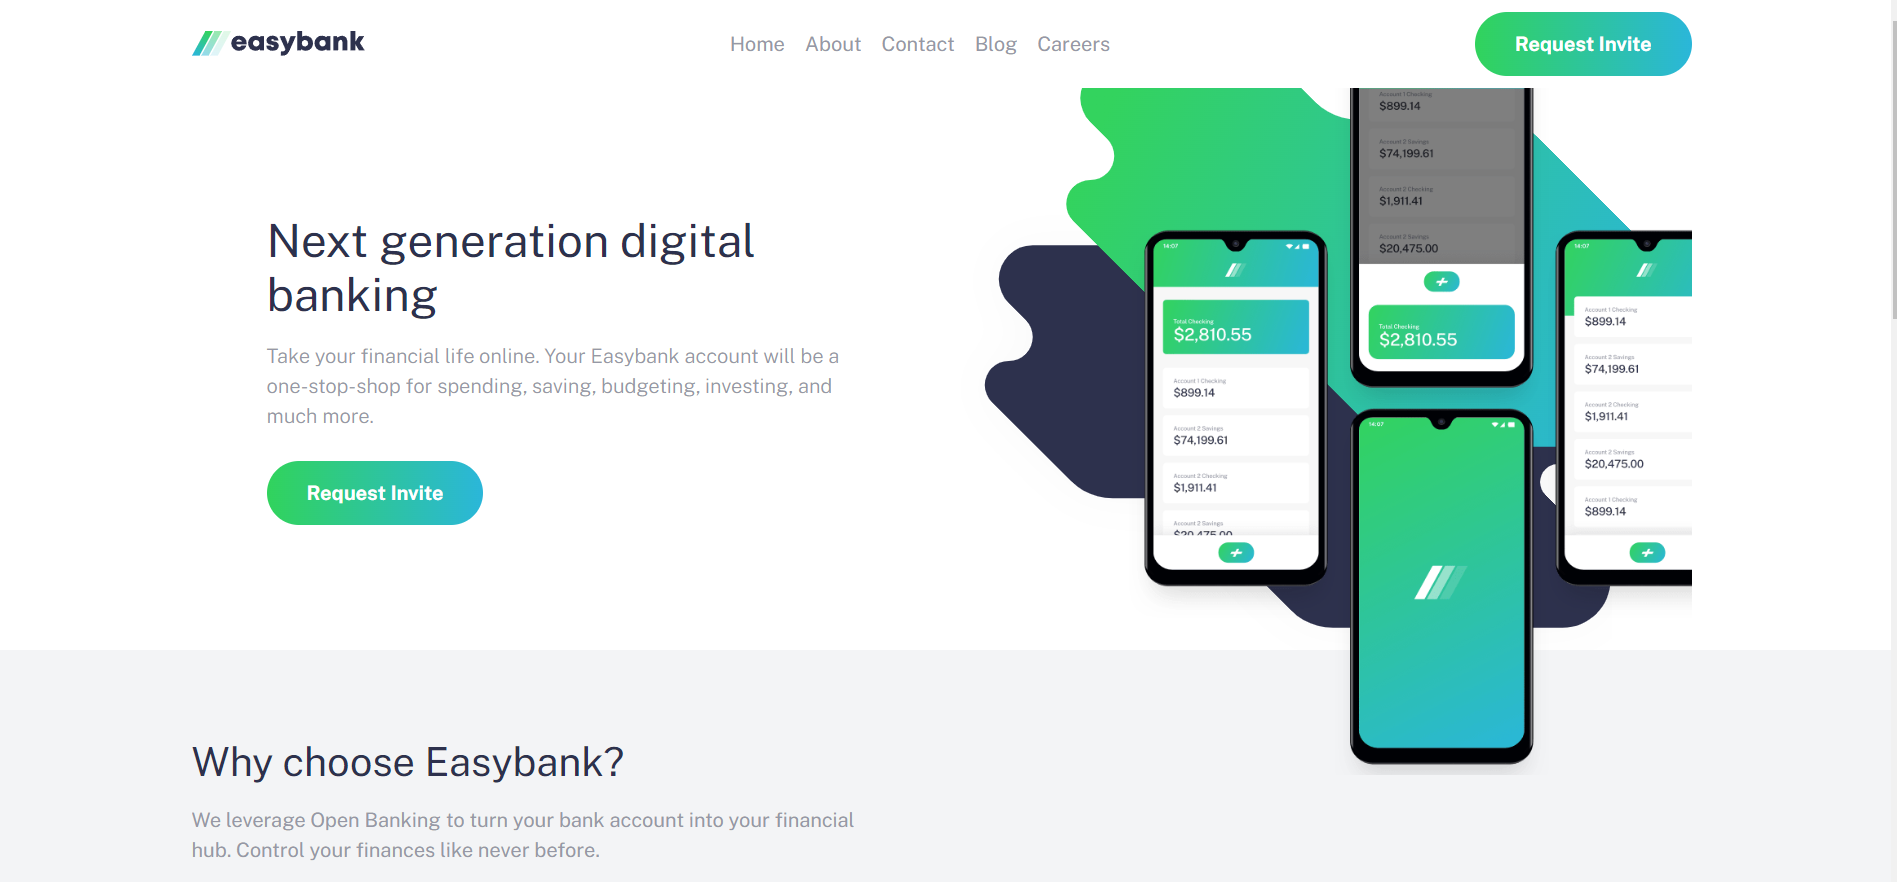 easybank
Home About Contact Blog Careers
Request Invite
Next generation digital
banking
Take your financial life online. Your Easybank account will be a
one-stop-shop for spending, saving, budgeting, investing, and
much more.
Request Invite
14:07
Total Checking
$2,810.55
Account 1 Checking
$899.14
Account 2 Savings
$74,199.61
Account 2 Checking
$1,911.41
Account 2 Savings
$20,475.00
Account 1 Checking
$899.14
Account 2 Savings
$74,199.61
Account 2 Checking
$1,911.41
Account 2 Savings
$20,475.00
Total Checking
$2,810.55
14:07
14:07
Account 1 Checking
$899.14
Account 2 Savings
$74,199.61
Account 2 Checking
$1,911.41
Account 2 Savings
$20,475.00
Account 1 Checking
$899.14
Why choose Easybank?
We leverage Open Banking to turn your bank account into your financial
hub. Control your finances like never before.